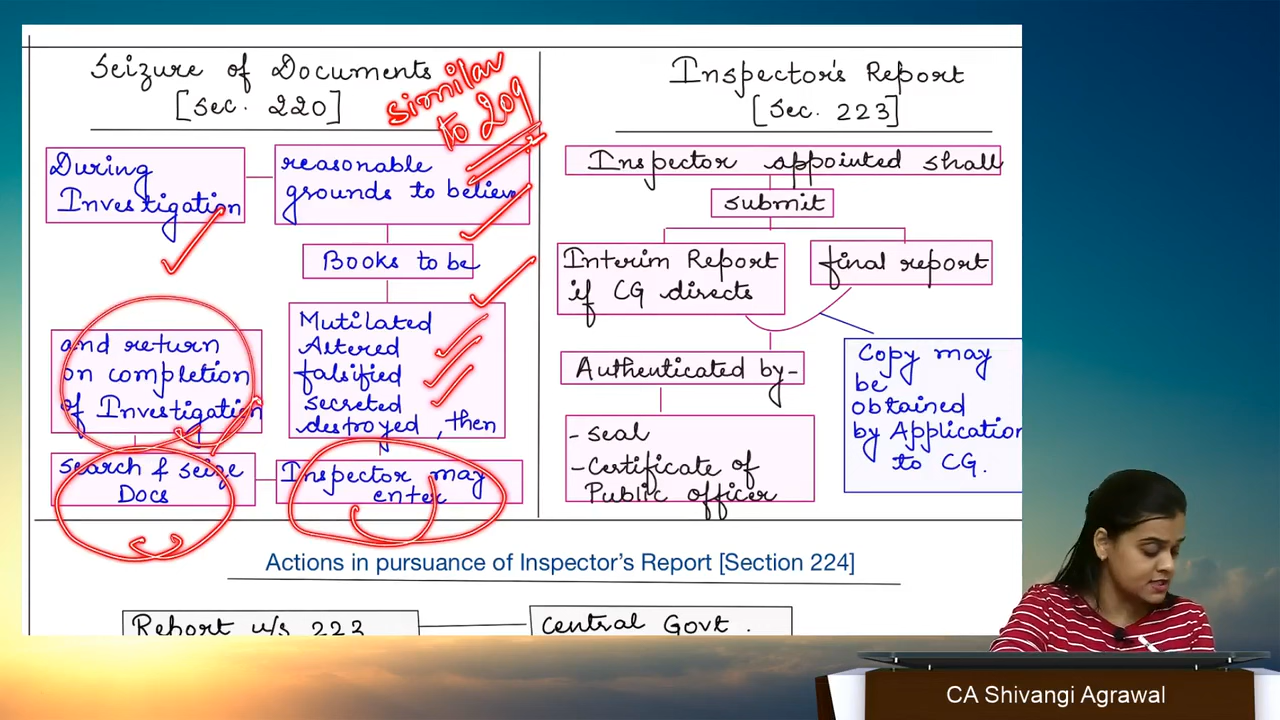 Seizure of Documents
[Sec. 220]
similar
to 209
During
Investigation
reasonable
grounds to believe
Books to be
Mutilated
Altered
falsified
secreted
destroyed, then
and return
on completion
of Investigation
Search & seize
Docs
Inspector may
enter
Inspector's Report
[Sec. 223]
Inspector appointed shall
submit
Interim Report
if CG directs
final report
Authenticated by-
- seal
- Certificate of
Public officer
Copy may
be
obtained
by Application
to CG.
Actions in pursuance of Inspector's Report [Section 224]
Report u/s 223
Central Govt.
CA Shivangi Agrawal